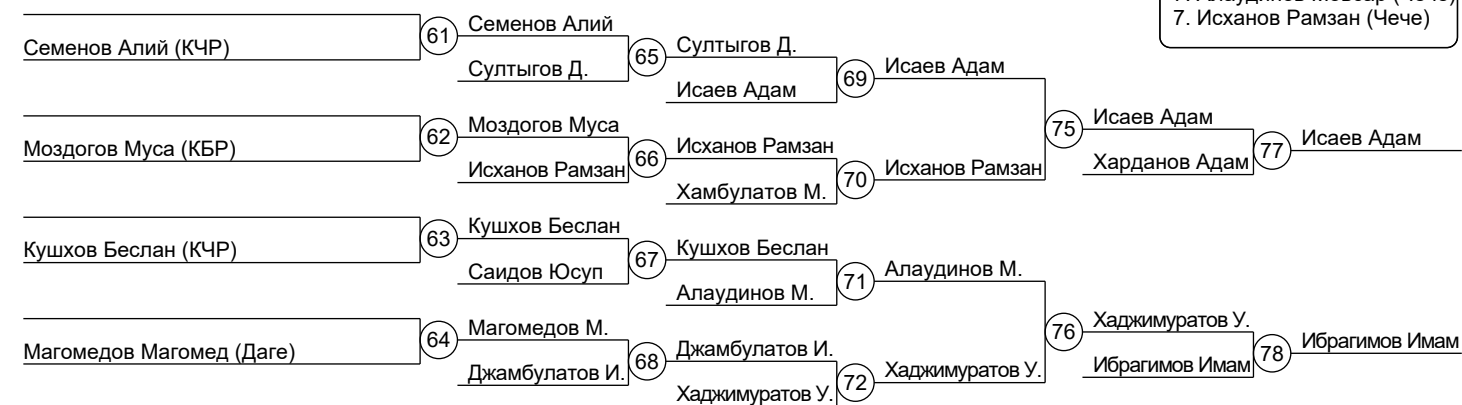 7. Исханов Рамзан (Чече)
Семенов Алий (КЧР)
61
Семенов Алий
Султыгов Д.
65
Султыгов Д.
Исаев Адам
69
Исаев Адам
Моздогов Муса (КБР)
62
Моздогов Муса
Исханов Рамзан
66
Исханов Рамзан
Хамбулатов М.
70
Исханов Рамзан
75
Исаев Адам
Харданов Адам
77
Исаев Адам
Кушхов Беслан (КЧР)
63
Кушхов Беслан
Саидов Юсуп
67
Кушхов Беслан
Алаудинов М.
71
Алаудинов М.
Магомедов Магомед (Даге)
64
Магомедов М.
Джамбулатов И.
68
Джамбулатов И.
Хаджимуратов У.
72
Хаджимуратов У.
76
Хаджимуратов У.
Ибрагимов Имам
78
Ибрагимов Имам